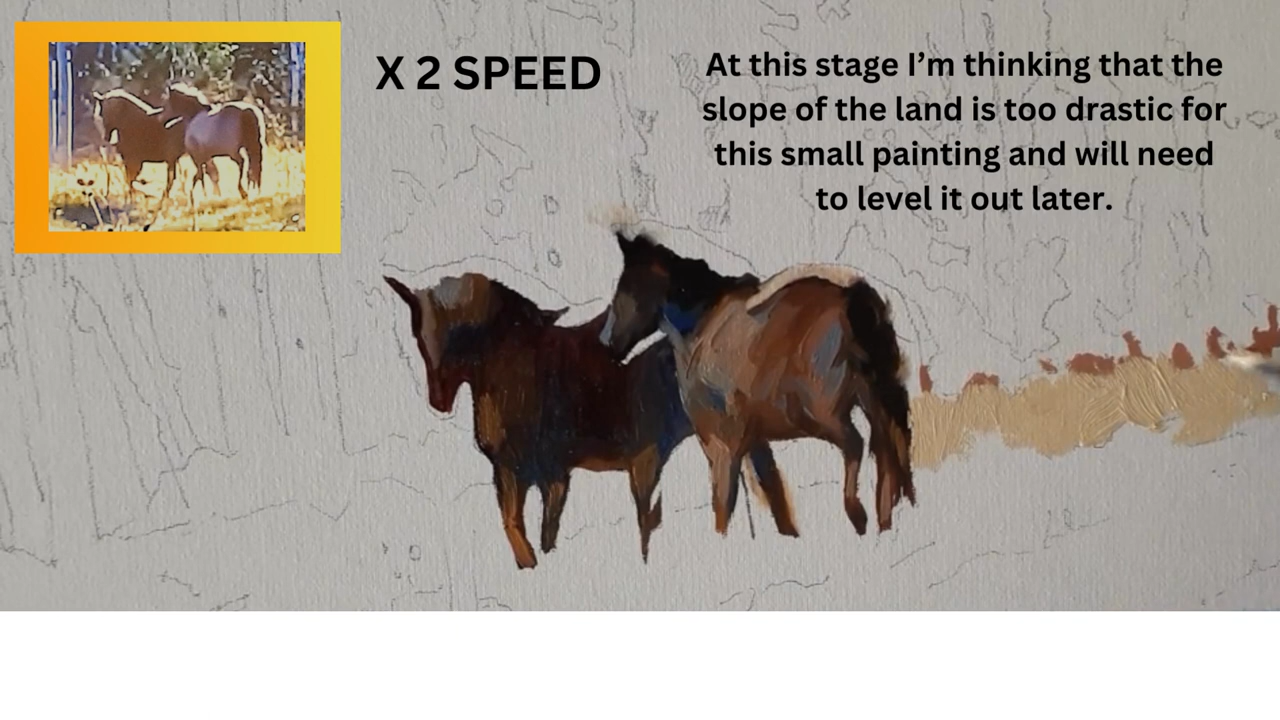 X 2 SPEED
At this stage I’m thinking that the
slope of the land is too drastic for
this small painting and will need
to level it out later.